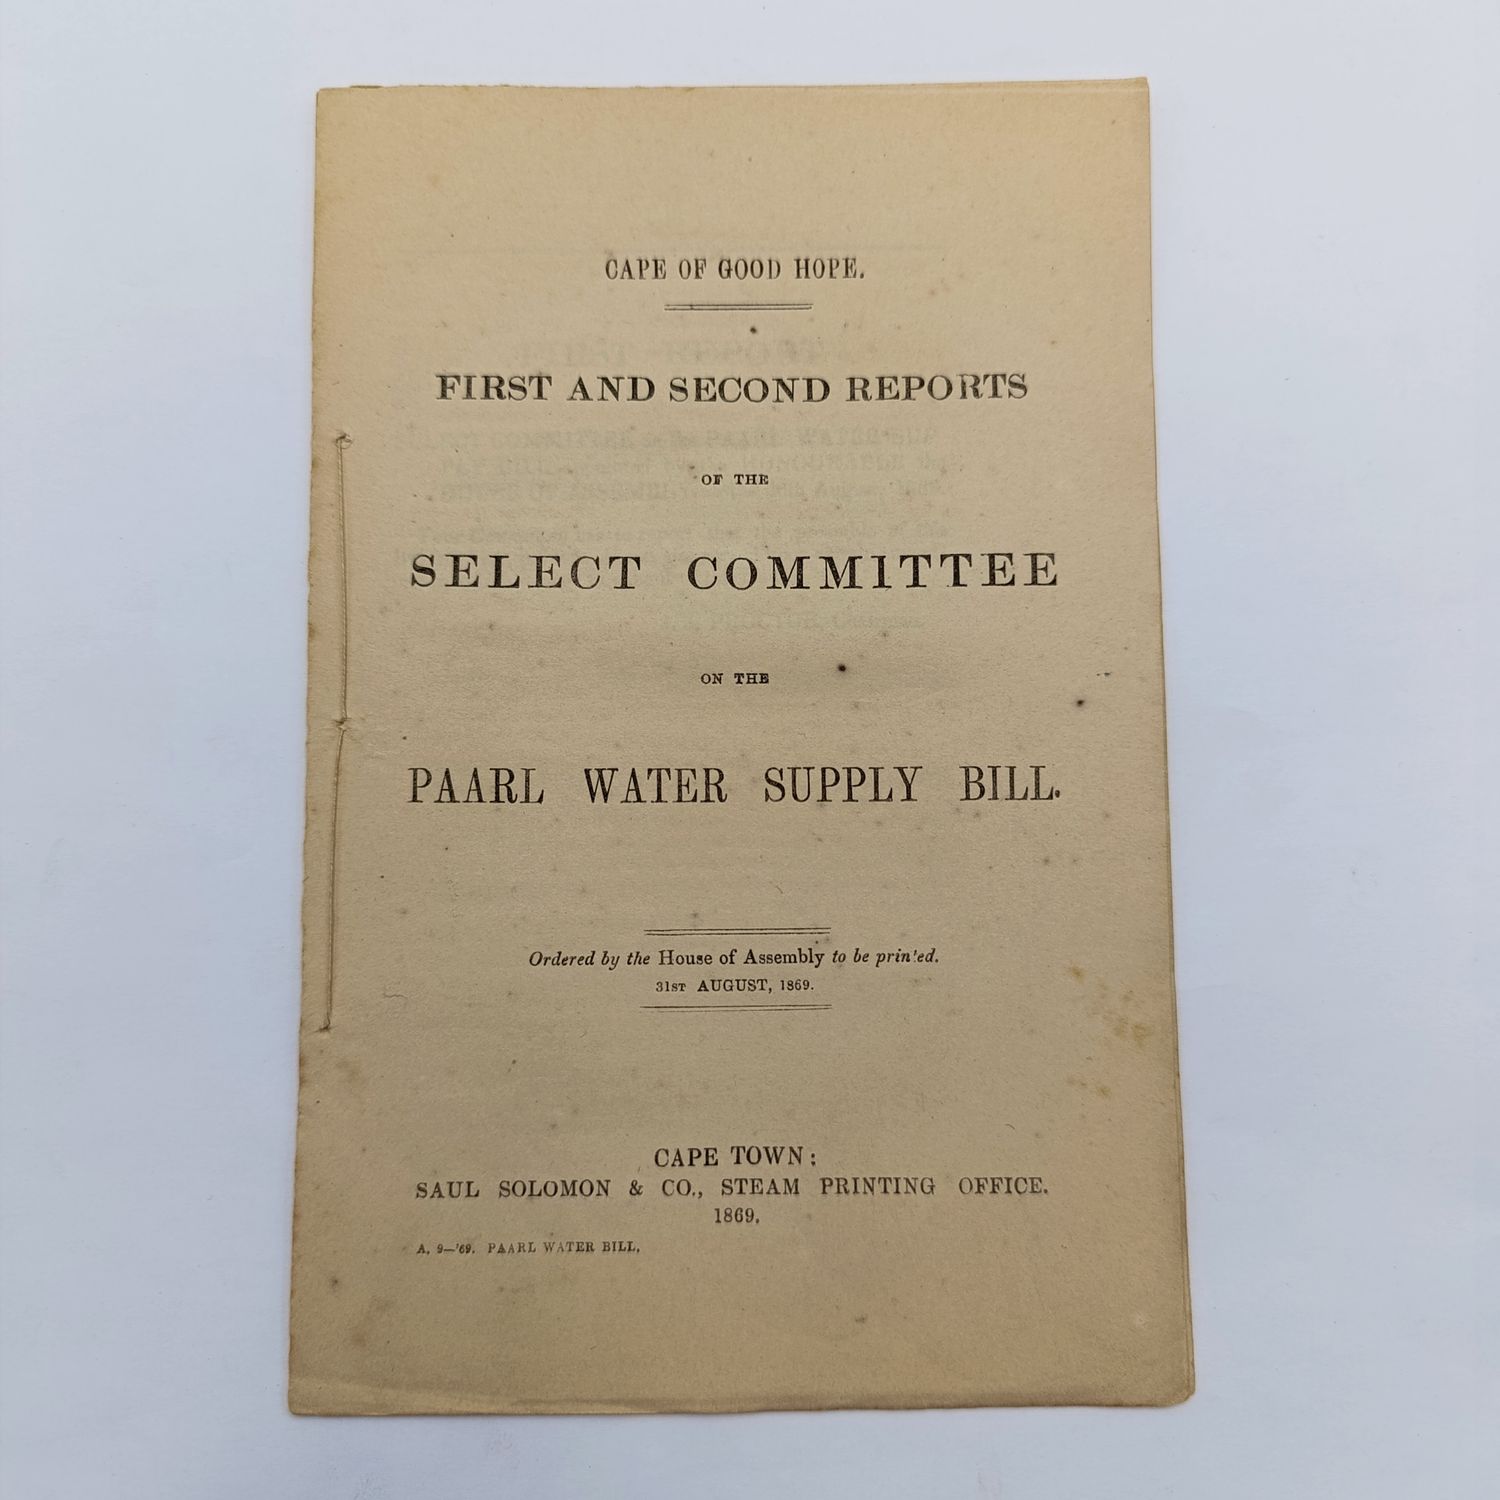 CAPE OF GOOD HOPE.
FIRST AND SECOND REPORTS
OF THE
SELECT COMMITTEE
ON THE
PAARL WATER SUPPLY BILL.
Ordered by the House of Assembly to be printed.
31ST AUGUST, 1869.
CAPE TOWN:
SAUL SOLOMON & CO., STEAM PRINTING OFFICE.
1869.
A. 9—'69. PAARL WATER BILL.